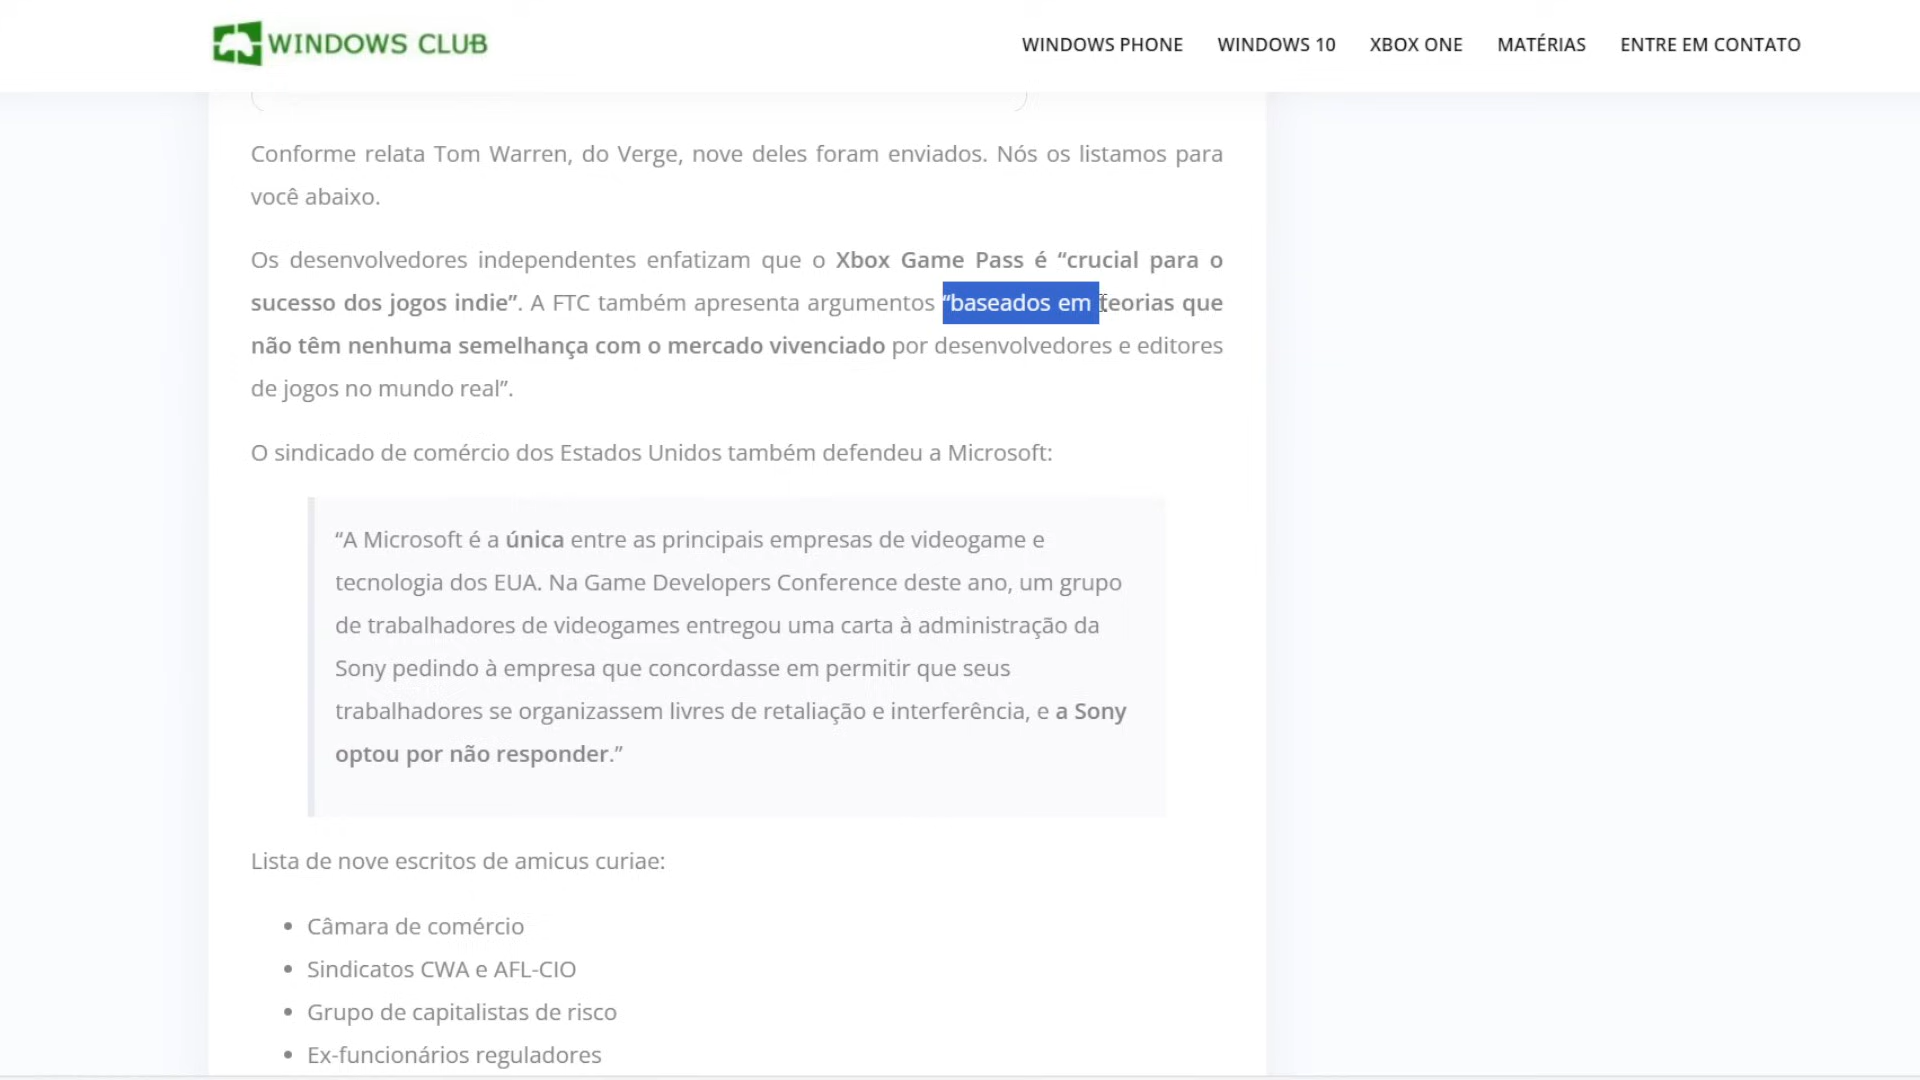 WINDOWS CLUB
WINDOWS PHONE WINDOWS 10 XBOX ONE MATÉRIAS ENTRE EM CONTATO
Conforme relata Tom Warren, do Verge, nove deles foram enviados. Nós os listamos para
você abaixo.
Os desenvolvedores independentes enfatizam que o Xbox Game Pass é “crucial para o
sucesso dos jogos indie”. A FTC também apresenta argumentos “baseados em teorias que
não têm nenhuma semelhança com o mercado vivenciado por desenvolvedores e editores
de jogos no mundo real”.
O sindicado de comércio dos Estados Unidos também defendeu a Microsoft:
“A Microsoft é a única entre as principais empresas de videogame e
tecnologia dos EUA. Na Game Developers Conference deste ano, um grupo
de trabalhadores de videogames entregou uma carta à administração da
Sony pedindo à empresa que concordasse em permitir que seus
trabalhadores se organizassem livres de retaliação e interferência, e a Sony
optou por não responder.”
Lista de nove escritos de amicus curiae:
• Câmara de comércio
• Sindicatos CWA e AFL-CIO
• Grupo de capitalistas de risco
• Ex-funcionários reguladores